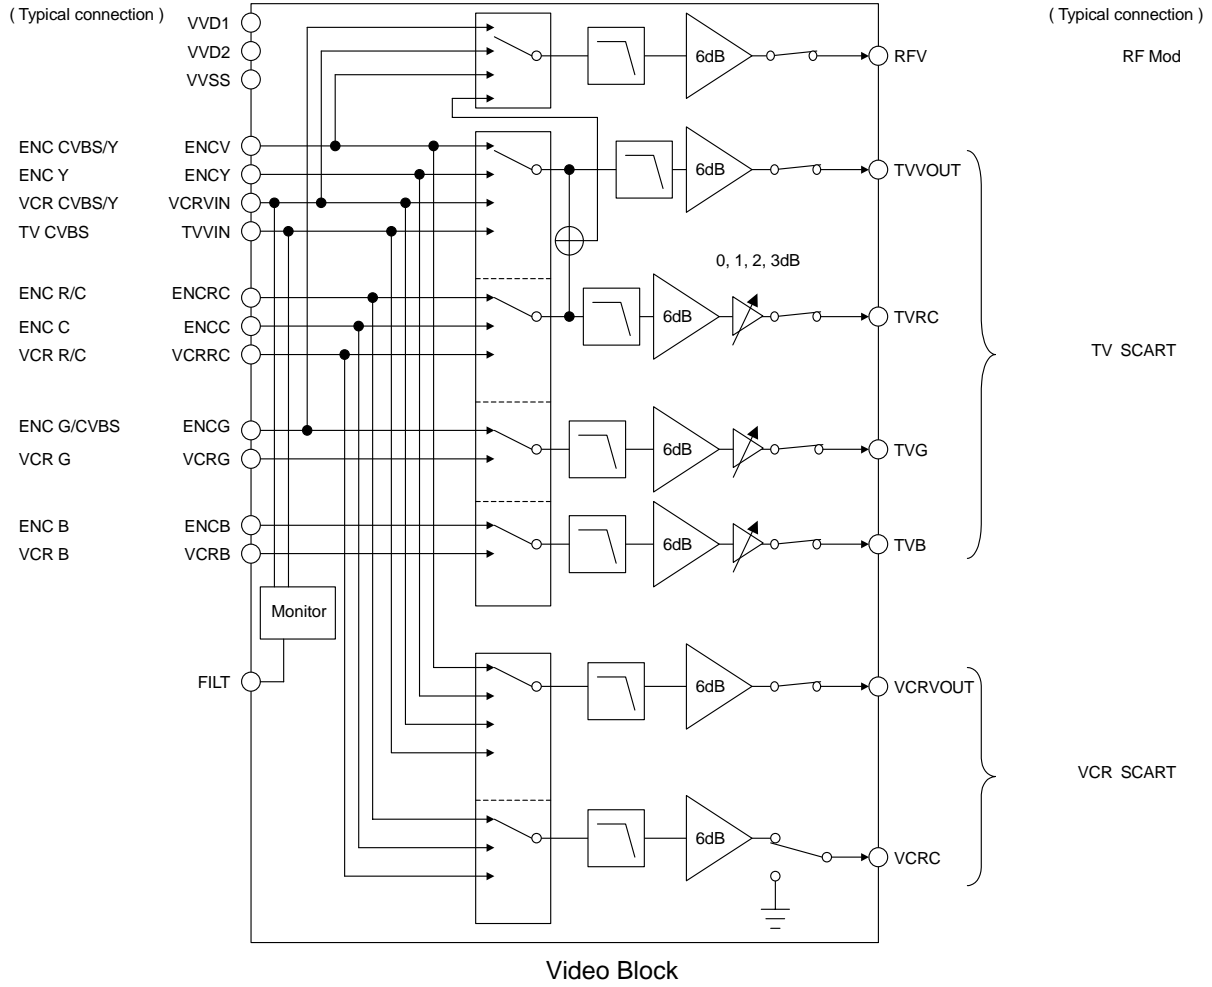 ( Typical connection )
( Typical connection )
VVD1
VVD2
VVSS
6dB
RFV
RF Mod
ENC CVBS/Y
ENCV
ENC Y
ENCY
VCR CVBS/Y
VCRVIN
TV CVBS
TVVIN
6dB
TVVOUT
0, 1, 2, 3dB
ENC R/C
ENCRC
ENC C
ENCC
VCR R/C
VCRRC
6dB
TVRC
TV SCART
ENC G/CVBS
ENCG
VCR G
VCRG
6dB
TVG
ENC B
ENCB
VCR B
VCRB
6dB
TVB
Monitor
FILT
6dB
VCRVOUT
VCR SCART
6dB
VCRC
Video Block